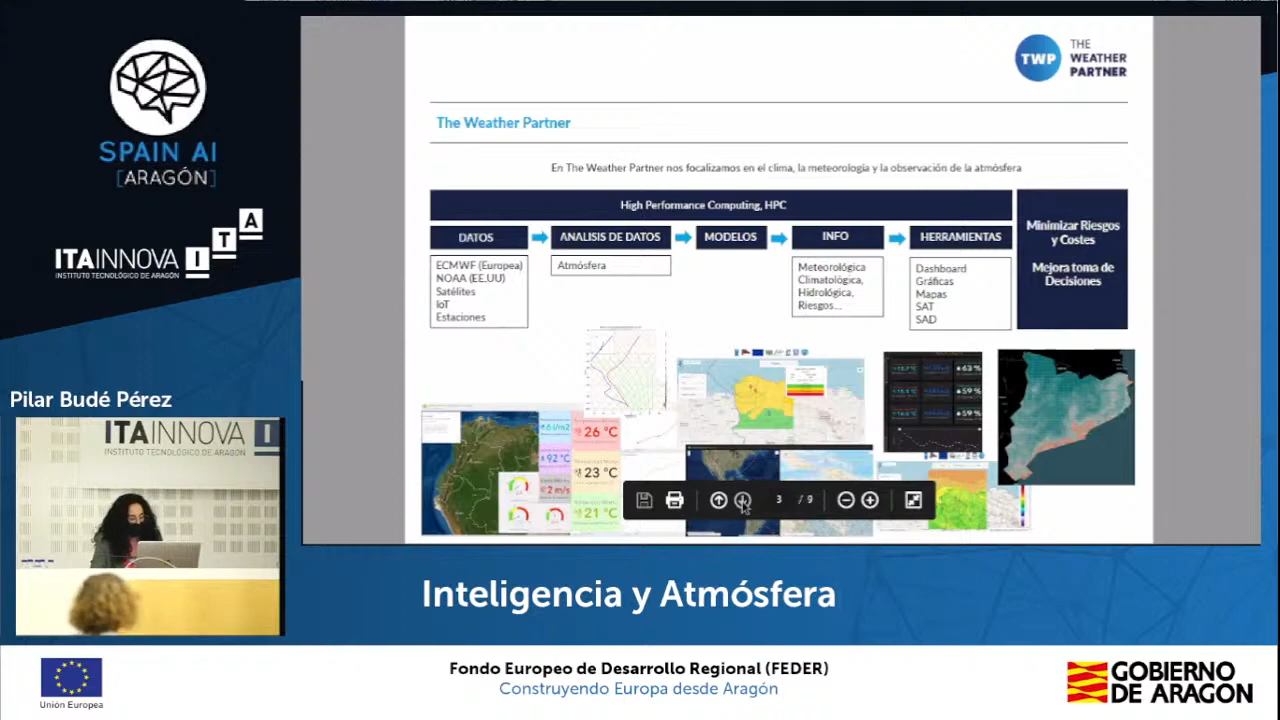 SPAIN AI
[ARAGÓN]
ITAINNOVA
INSTITUTO TECNOLÓGICO DE ARAGÓN
I
T
A
Pilar Budé Pérez
ITAINNOVA
INSTITUTO TECNOLÓGICO DE ARAGÓN
I
TWP
THE
WEATHER
PARTNER
The Weather Partner
En The Weather Partner nos focalizamos en el clima, la meteorología y la observación de la atmósfera
High Performance Computing, HPC
DATOS
ECMWF (Europea)
NOAA (EE.UU)
Satélites
IoT
Estaciones
ANALISIS DE DATOS
Atmósfera
MODELOS
INFO
Meteorológica
Climatológica,
Hidrológica,
Riesgos...
HERRAMIENTAS
Dashboard
Gráficas
Mapas
SAT
SAD
Minimizar Riesgos
y Costes
Mejora toma de
Decisiones
26 °C
92 °C
23 °C
2 m/s
21 °C
63 %
59 %
59 %
3 / 9
Inteligencia y Atmósfera
Unión Europea
Fondo Europeo de Desarrollo Regional (FEDER)
Construyendo Europa desde Aragón
GOBIERNO
DE ARAGON